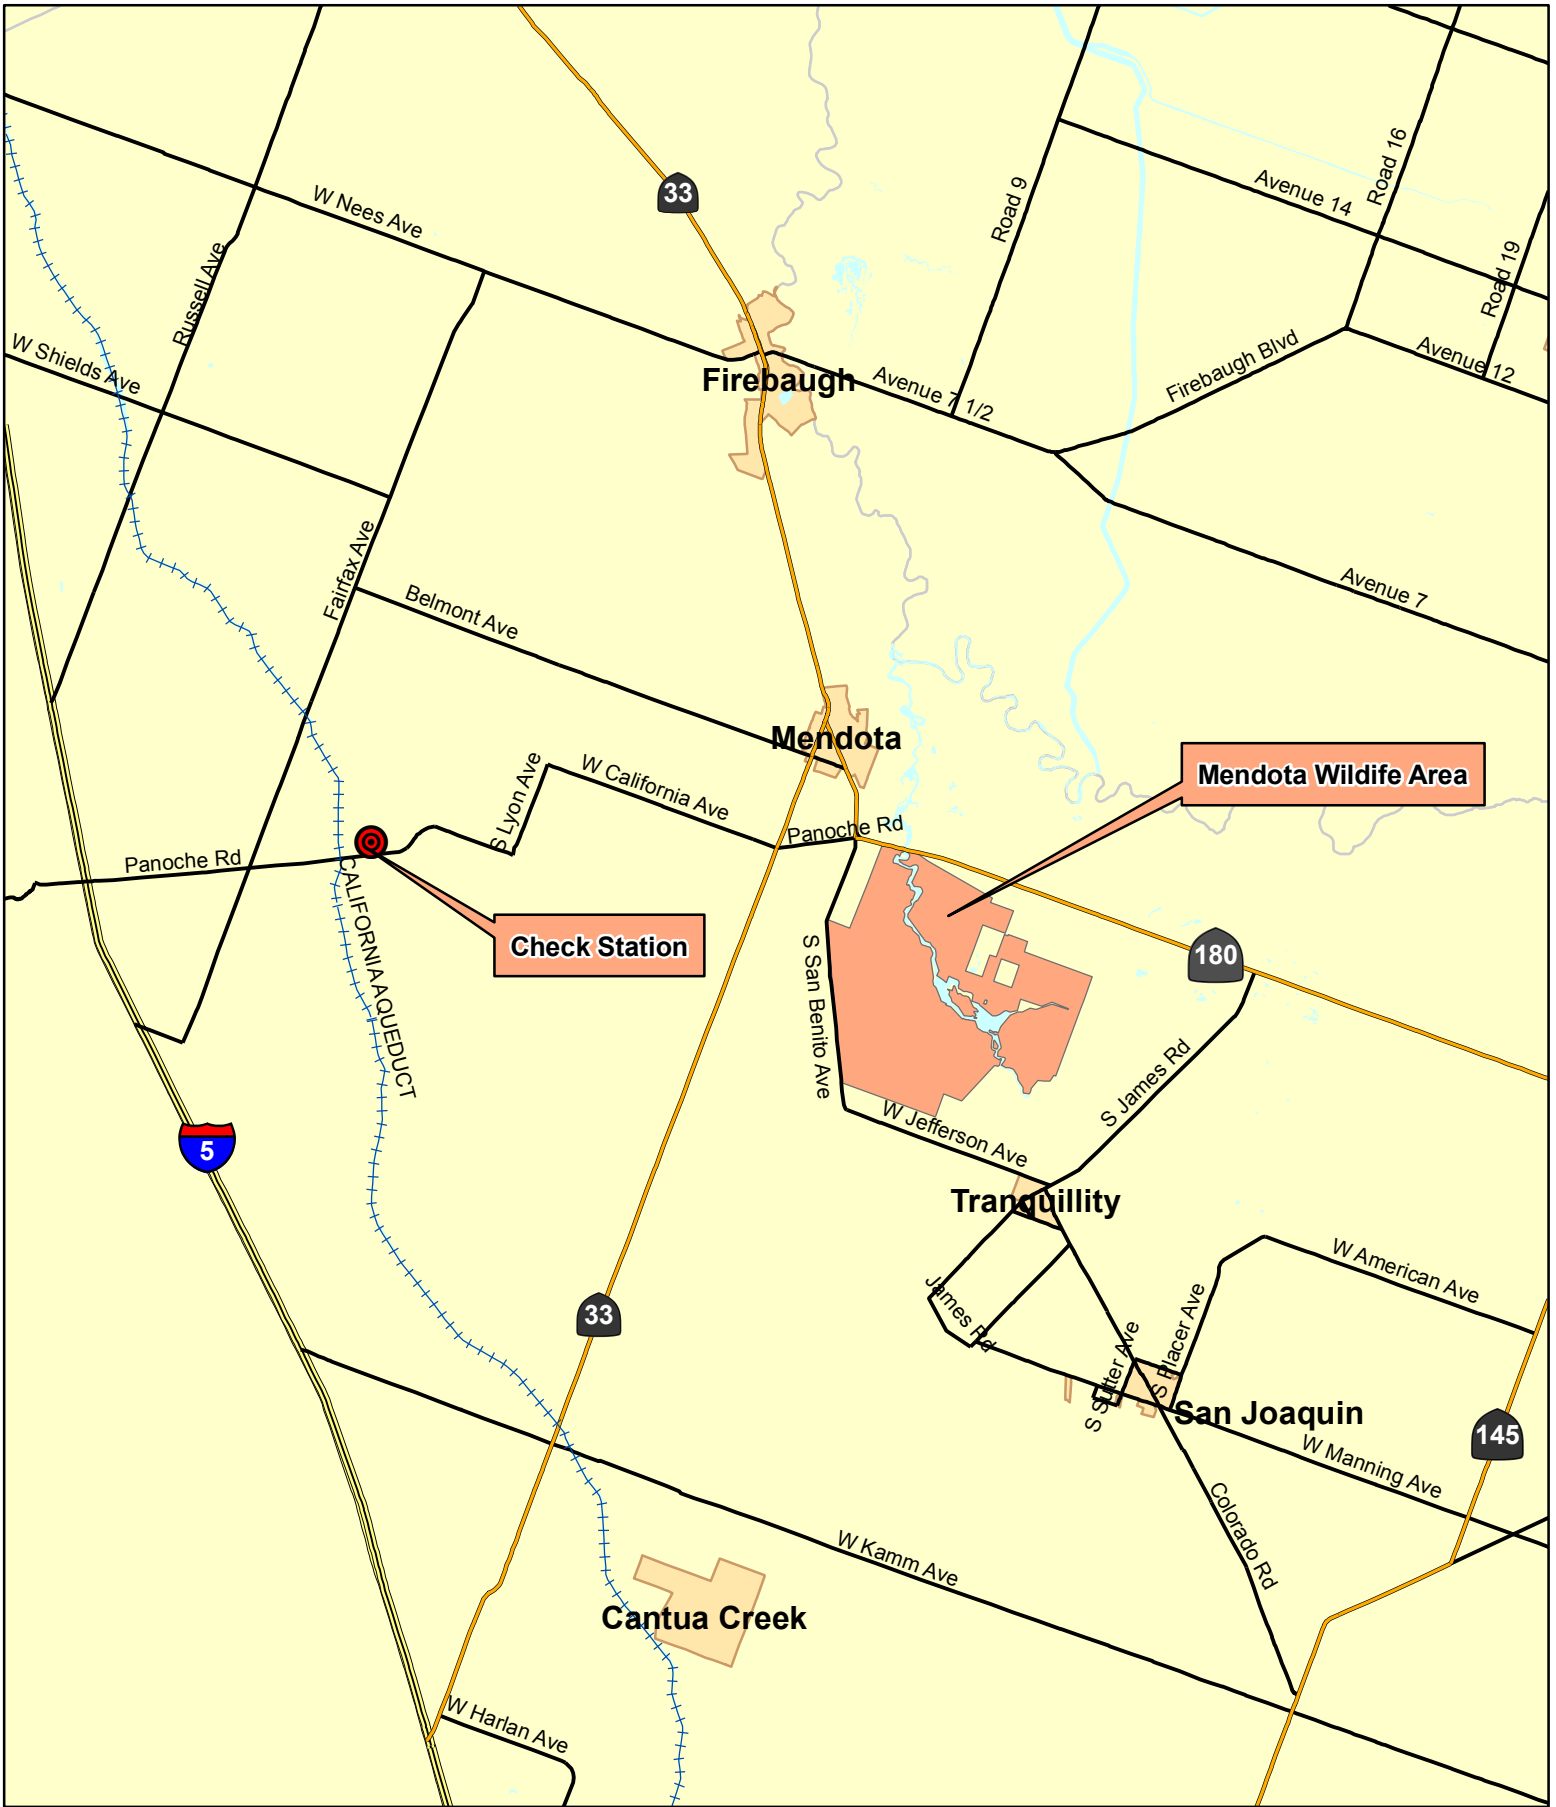 Road 16
Avenue 14
33
W Nees Ave
Road 9
Russell Ave
Road 19
W Shields Ave
Firebaugh Blvd
Avenue 12
Firebaugh
Avenue 7 1/2
Fairfax Ave
Avenue 7
Belmont Ave
Mendota
S Lyon Ave
W California Ave
Mendota Wildife Area
Panoche Rd
Panoche Rd
CALIFORNIA AQUEDUCT
Check Station
S San Benito Ave
180
S James Rd
5
W Jefferson Ave
Tranquillity
W American Ave
33
James Rd
S Placer Ave
S Sutter Ave
San Joaquin
145
W Manning Ave
Colorado Rd
W Kamm Ave
Cantua Creek
W Harlan Ave